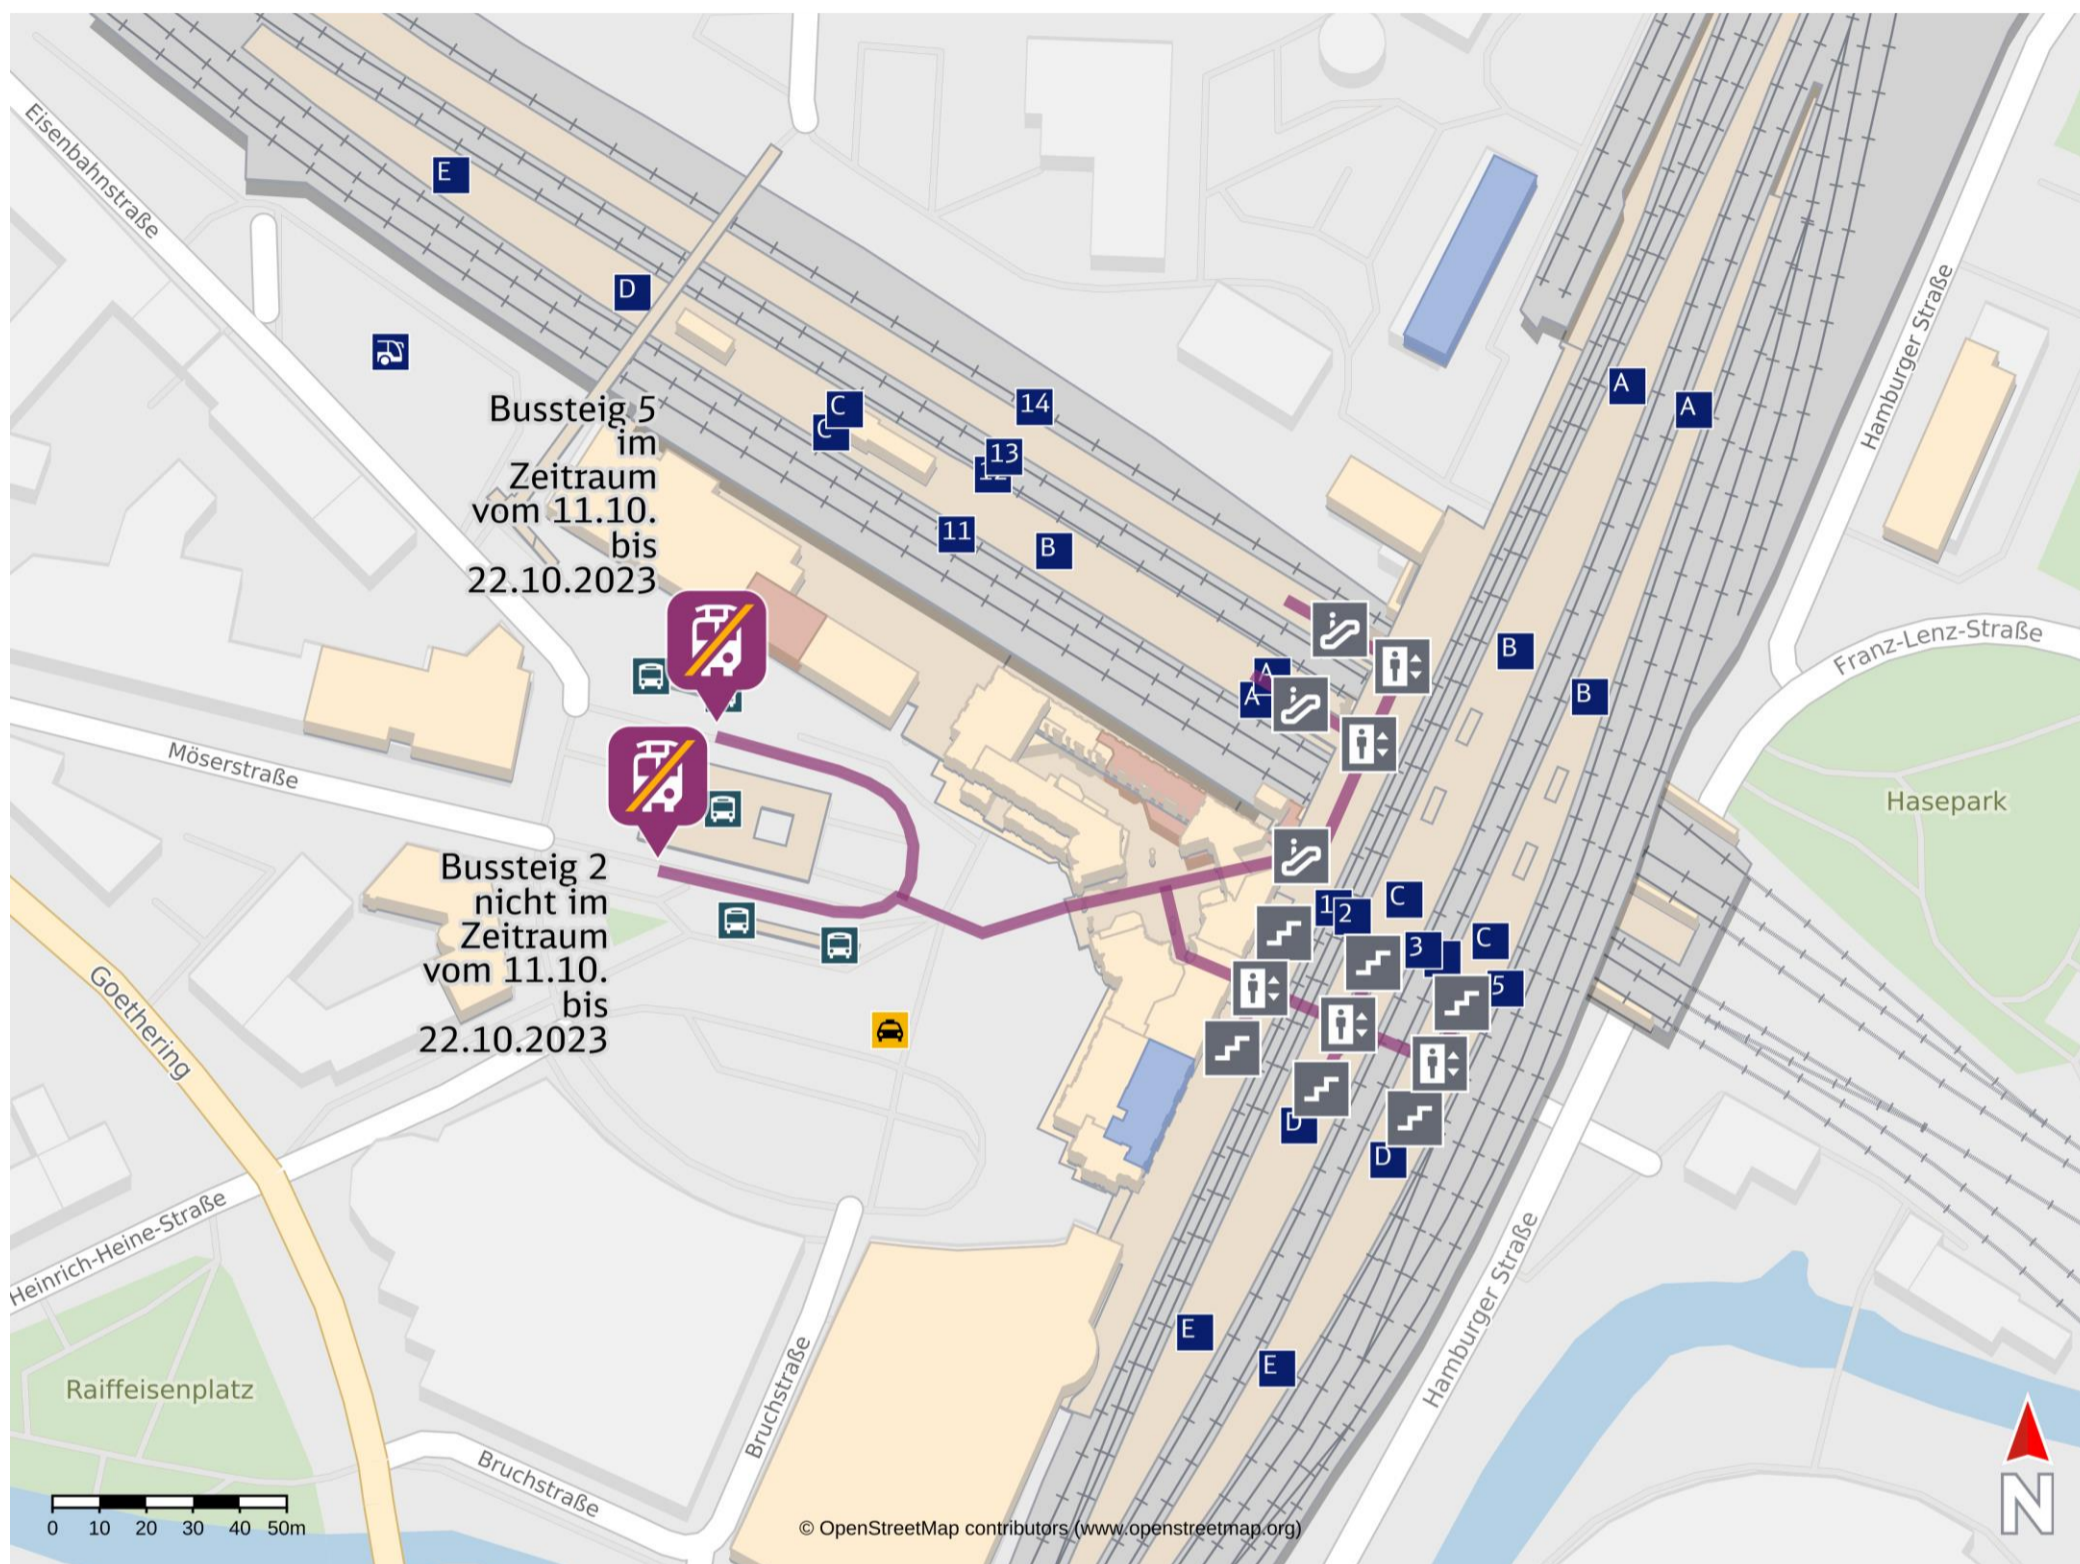 Eisenbahnstraße
E
D
Bussteig 5
im
Zeitraum
vom 11.10.
bis
22.10.2023
C
C
14
13
12
11
B
A
A
Hamburger Straße
Franz-Lenz-Straße
B
B
A
A
Hasepark
Möserstraße
Bussteig 2
nicht im
Zeitraum
vom 11.10.
bis
22.10.2023
1
2
C
3
C
5
D
D
Goethering
Heinrich-Heine-Straße
Hamburger Straße
E
E
Raiffeisenplatz
Bruchstraße
Bruchstraße
0 10 20 30 40 50m
© OpenStreetMap contributors (www.openstreetmap.org)
N